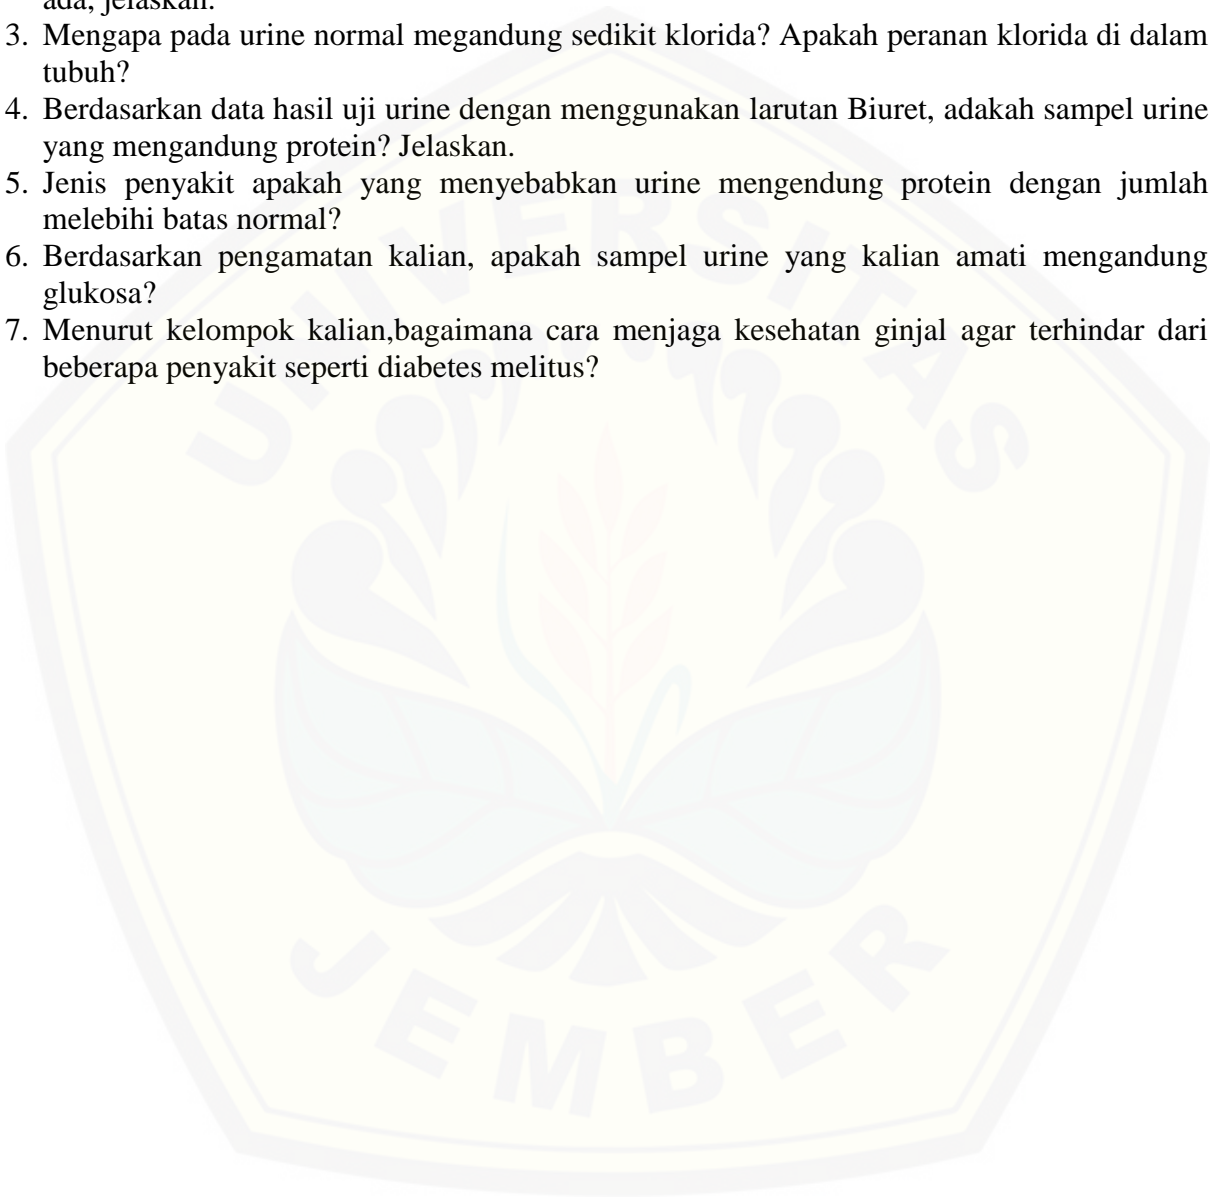 ada, jelaskan.
3. Mengapa pada urine normal megandung sedikit klorida? Apakah peranan klorida di dalam
tubuh?
4. Berdasarkan data hasil uji urine dengan menggunakan larutan Biuret, adakah sampel urine
yang mengandung protein? Jelaskan.
5. Jenis penyakit apakah yang menyebabkan urine mengendung protein dengan jumlah
melebihi batas normal?
6. Berdasarkan pengamatan kalian, apakah sampel urine yang kalian amati mengandung
glukosa?
7. Menurut kelompok kalian,bagaimana cara menjaga kesehatan ginjal agar terhindar dari
beberapa penyakit seperti diabetes melitus?
UNIVERSITAS
JEMBER